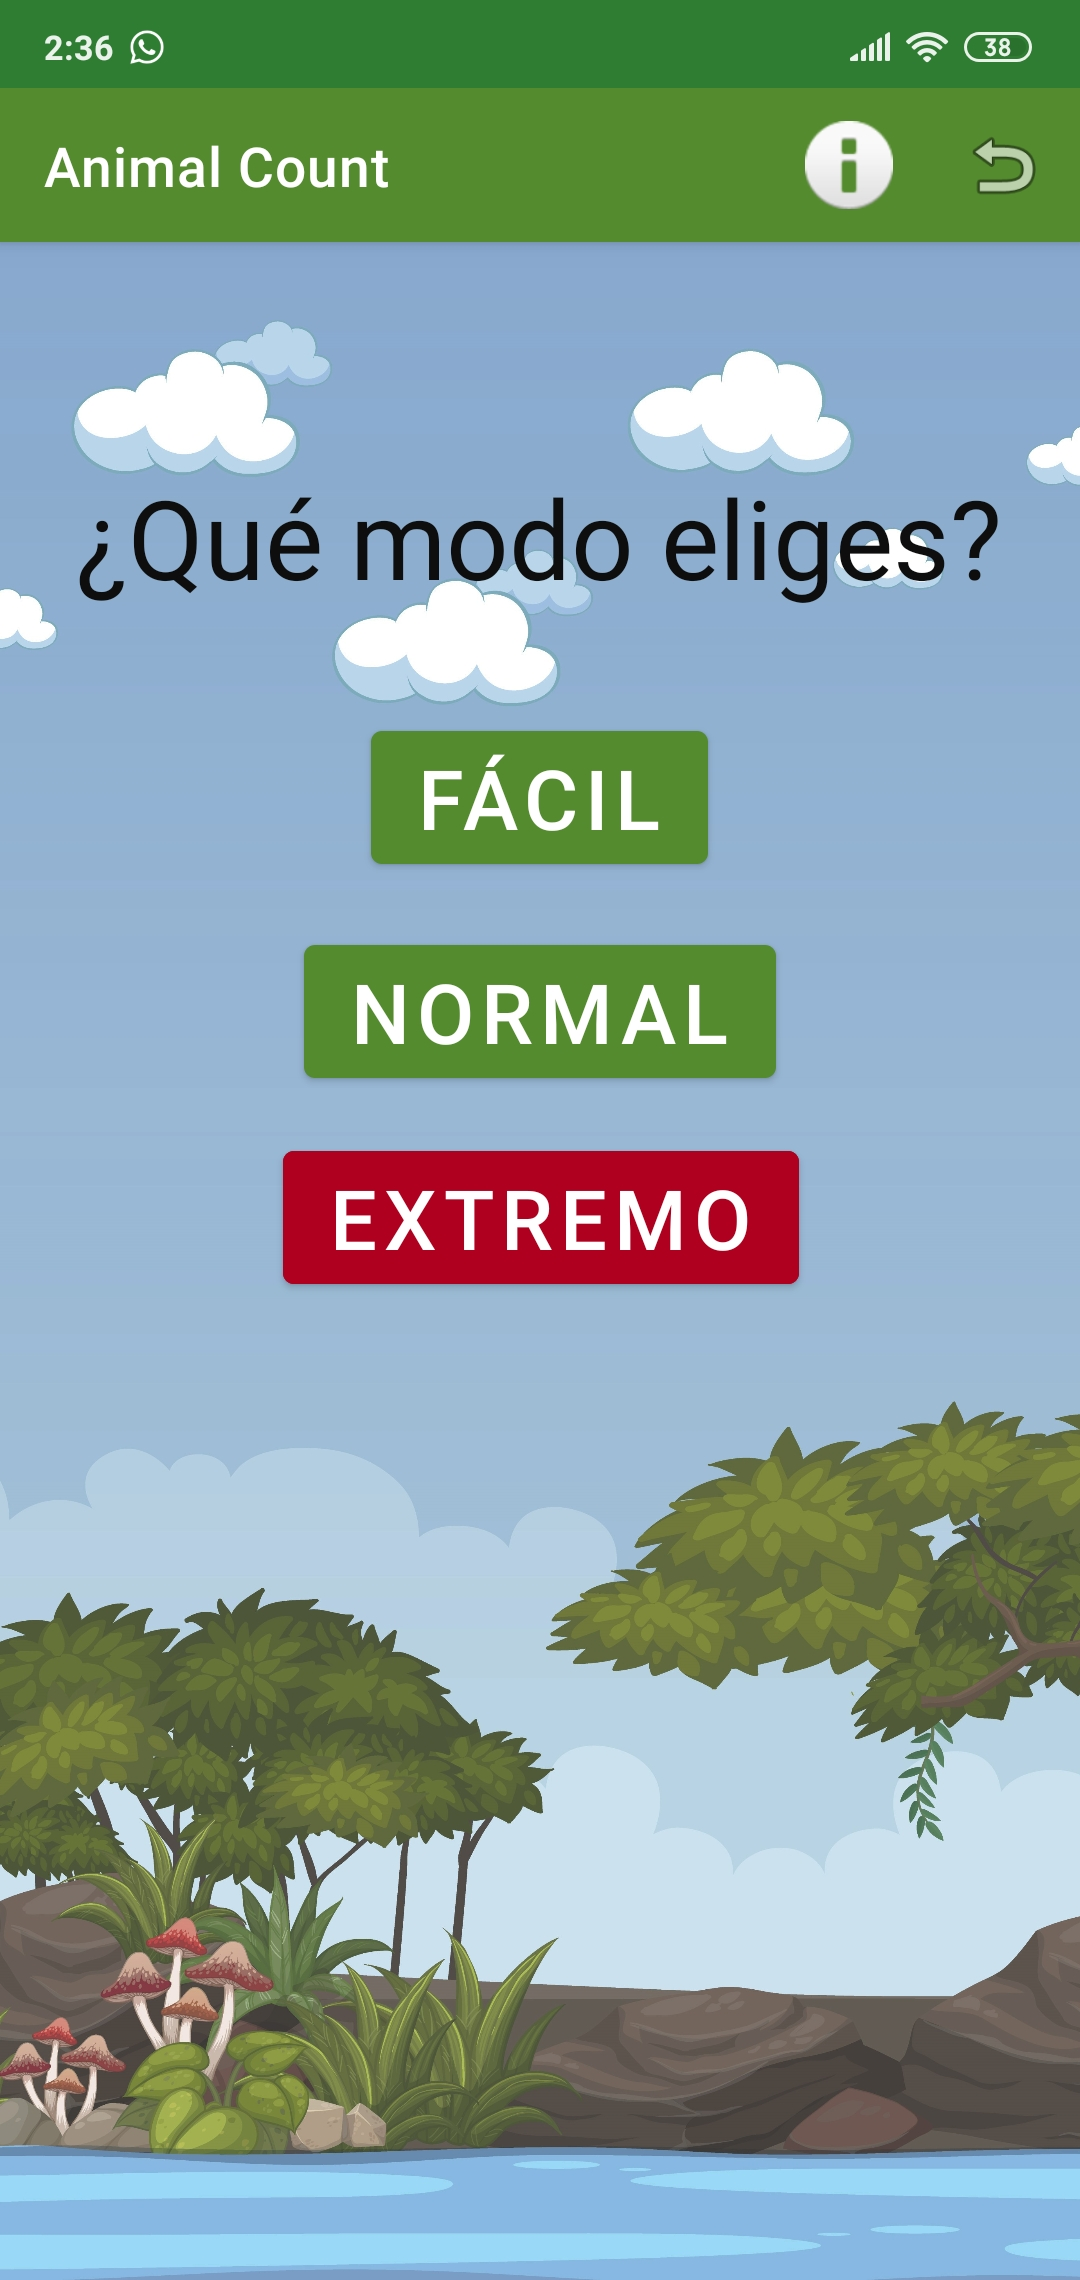 2:36
38
Animal Count
¿Qué modo eliges?
FÁCIL
NORMAL
EXTREMO